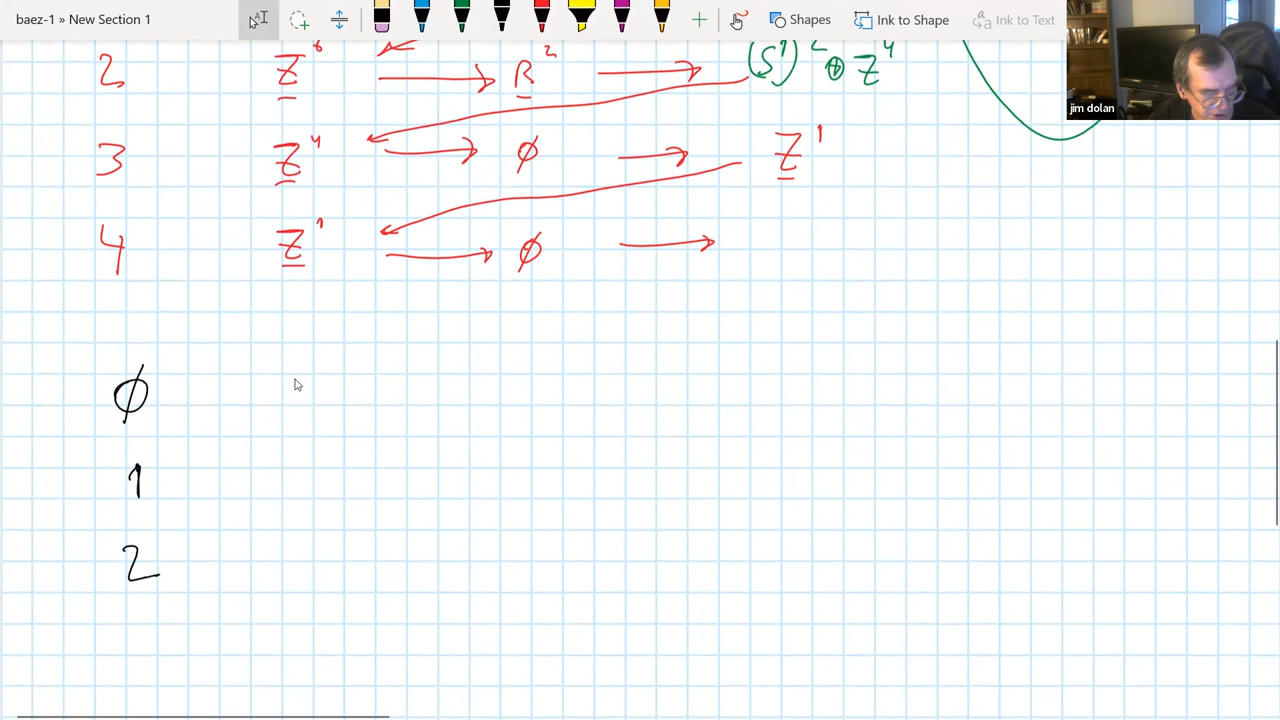 baez-1 » New Section 1 Shapes Ink to Shape Ink to Text
jim dolan
2 Z⁶ → R² → (S¹)² ⊕ Z⁴
3 Z⁴ → ϕ → Z¹
4 Z¹ → ϕ →
ϕ
1
2